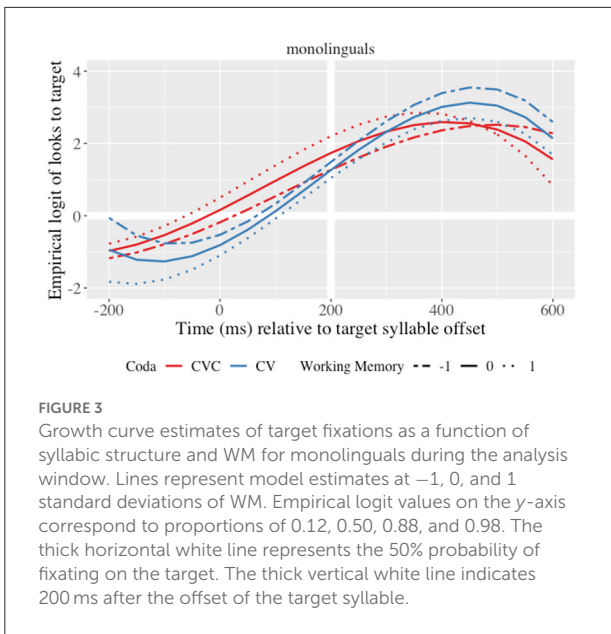 monolinguals
Empirical logit of looks to target
4
2
0
-2
-200
0
200
400
600
Time (ms) relative to target syllable offset
Coda CVC CV Working Memory -1 0 1
FIGURE 3
Growth curve estimates of target fixations as a function of
syllabic structure and WM for monolinguals during the analysis
window. Lines represent model estimates at −1, 0, and 1
standard deviations of WM. Empirical logit values on the y-axis
correspond to proportions of 0.12, 0.50, 0.88, and 0.98. The
thick horizontal white line represents the 50% probability of
fixating on the target. The thick vertical white line indicates
200 ms after the offset of the target syllable.